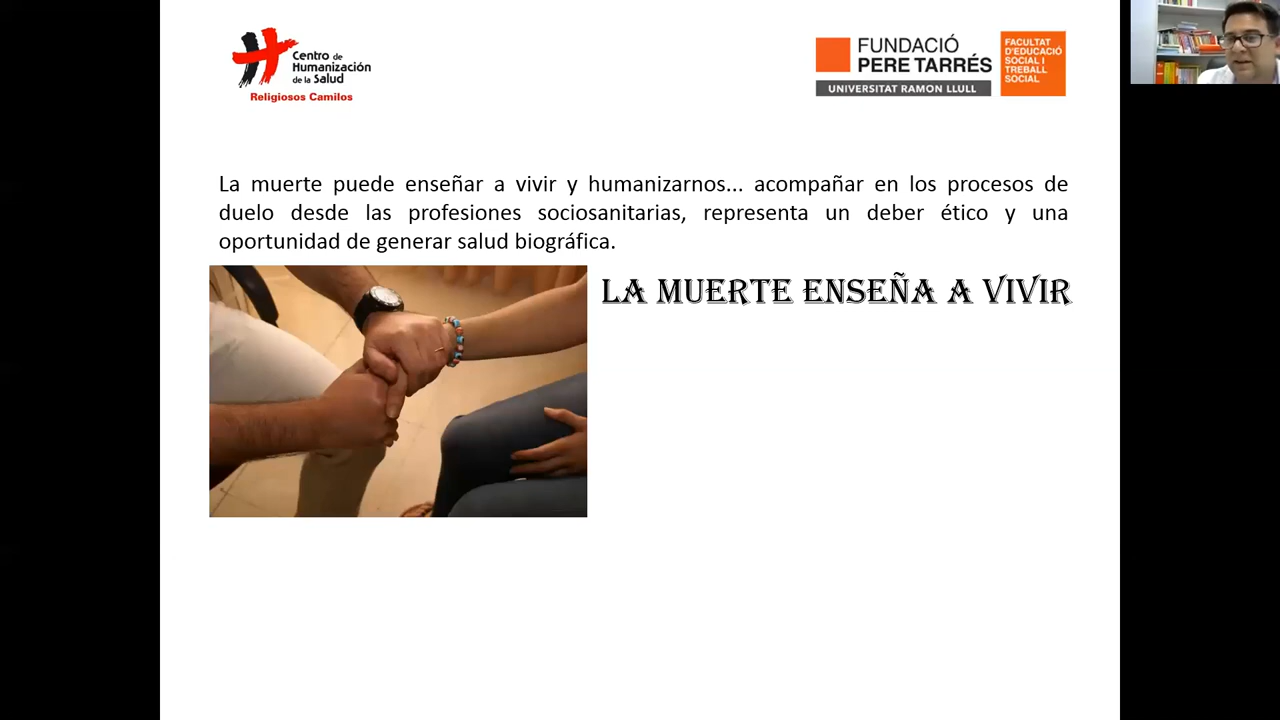 Centro de
Humanización
de la Salud
Religiosos Camilos
FUNDACIÓ
PERE TARRÉS
UNIVERSITAT RAMON LLULL
FACULTAT
D'EDUCACIÓ
SOCIAL I
TREBALL
SOCIAL
La muerte puede enseñar a vivir y humanizarnos... acompañar en los procesos de
duelo desde las profesiones sociosanitarias, representa un deber ético y una
oportunidad de generar salud biográfica.
LA MUERTE ENSEÑA A VIVIR